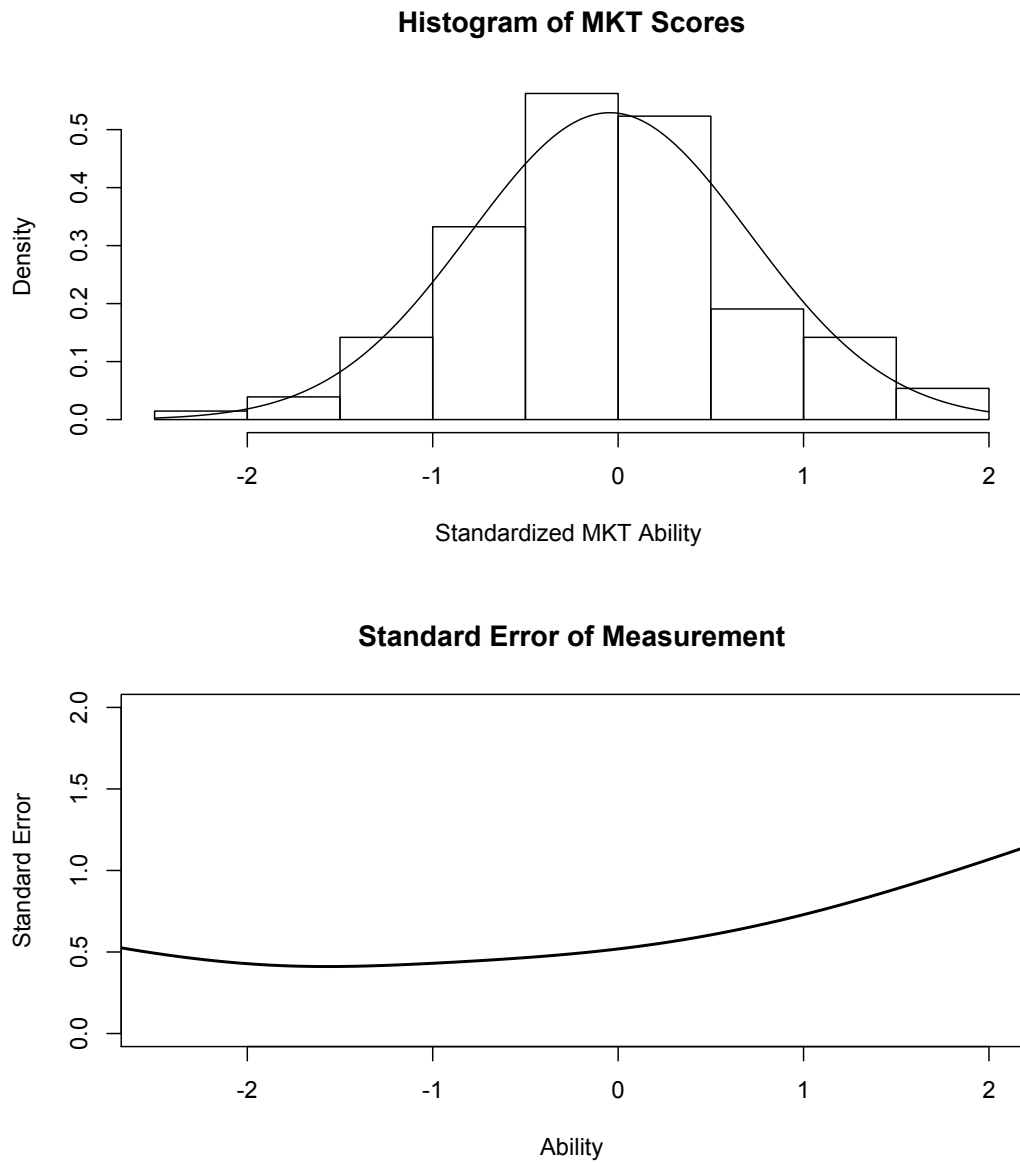 Histogram of MKT Scores
Density
0.0 0.1 0.2 0.3 0.4 0.5
-2 -1 0 1 2
Standardized MKT Ability
Standard Error of Measurement
Standard Error
0.0 0.5 1.0 1.5 2.0
-2 -1 0 1 2
Ability